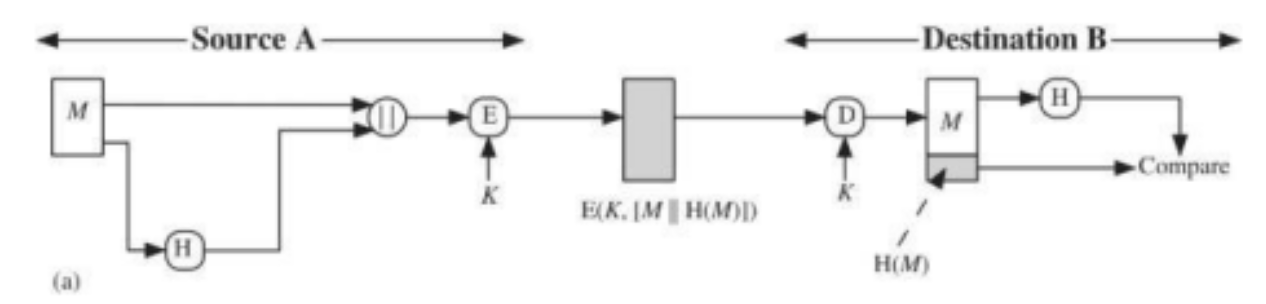 Source A
Destination B
M
||
E
D
M
H
K
K
Compare
E(K, [M || H(M)])
H
H(M)
(a)